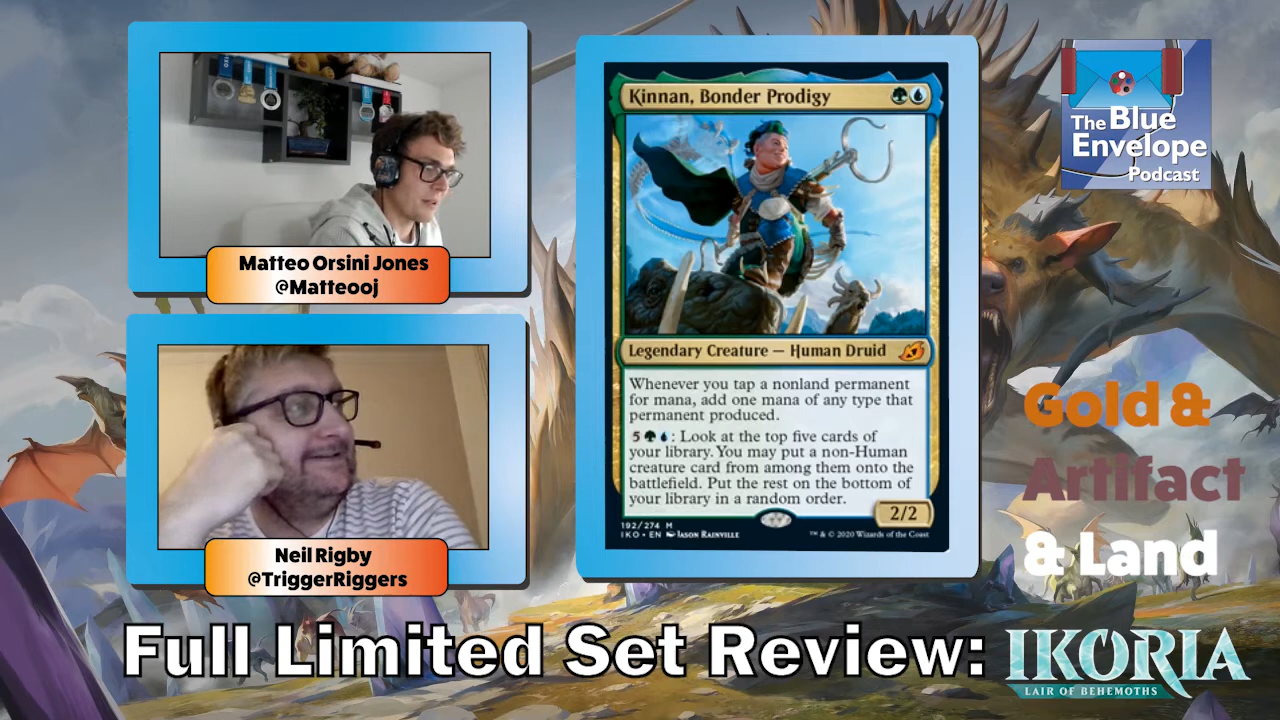 Matteo Orsini Jones
@Matteooj
Neil Rigby
@TriggerRiggers
Kinnan, Bonder Prodigy
Legendary Creature — Human Druid
Whenever you tap a nonland permanent
for mana, add one mana of any type that
permanent produced.
5 : Look at the top five cards of
your library. You may put a non-Human
creature card from among them onto the
battlefield. Put the rest on the bottom of
your library in a random order.
2/2
192/274 M
IKO • EN JASON RAINVILLE
™ & © 2020 Wizards of the Coast
The Blue
Envelope
Podcast
Gold &
Artifact
& Land
Full Limited Set Review:
IKORIA
LAIR OF BEHEMOTHS